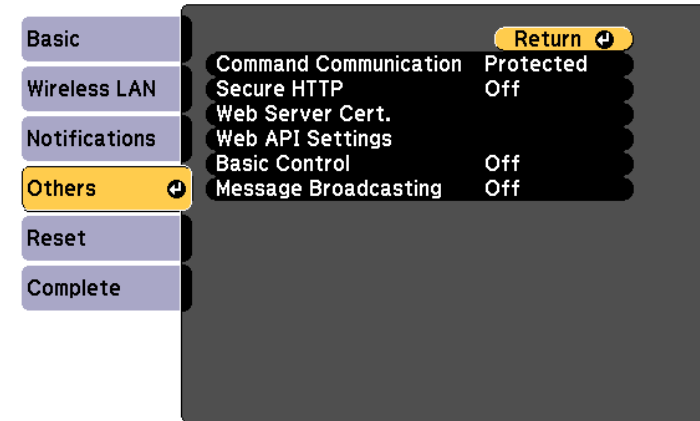 Basic
Wireless LAN
Notifications
Others
Reset
Complete
Return
Command Communication Protected
Secure HTTP Off
Web Server Cert.
Web API Settings
Basic Control Off
Message Broadcasting Off